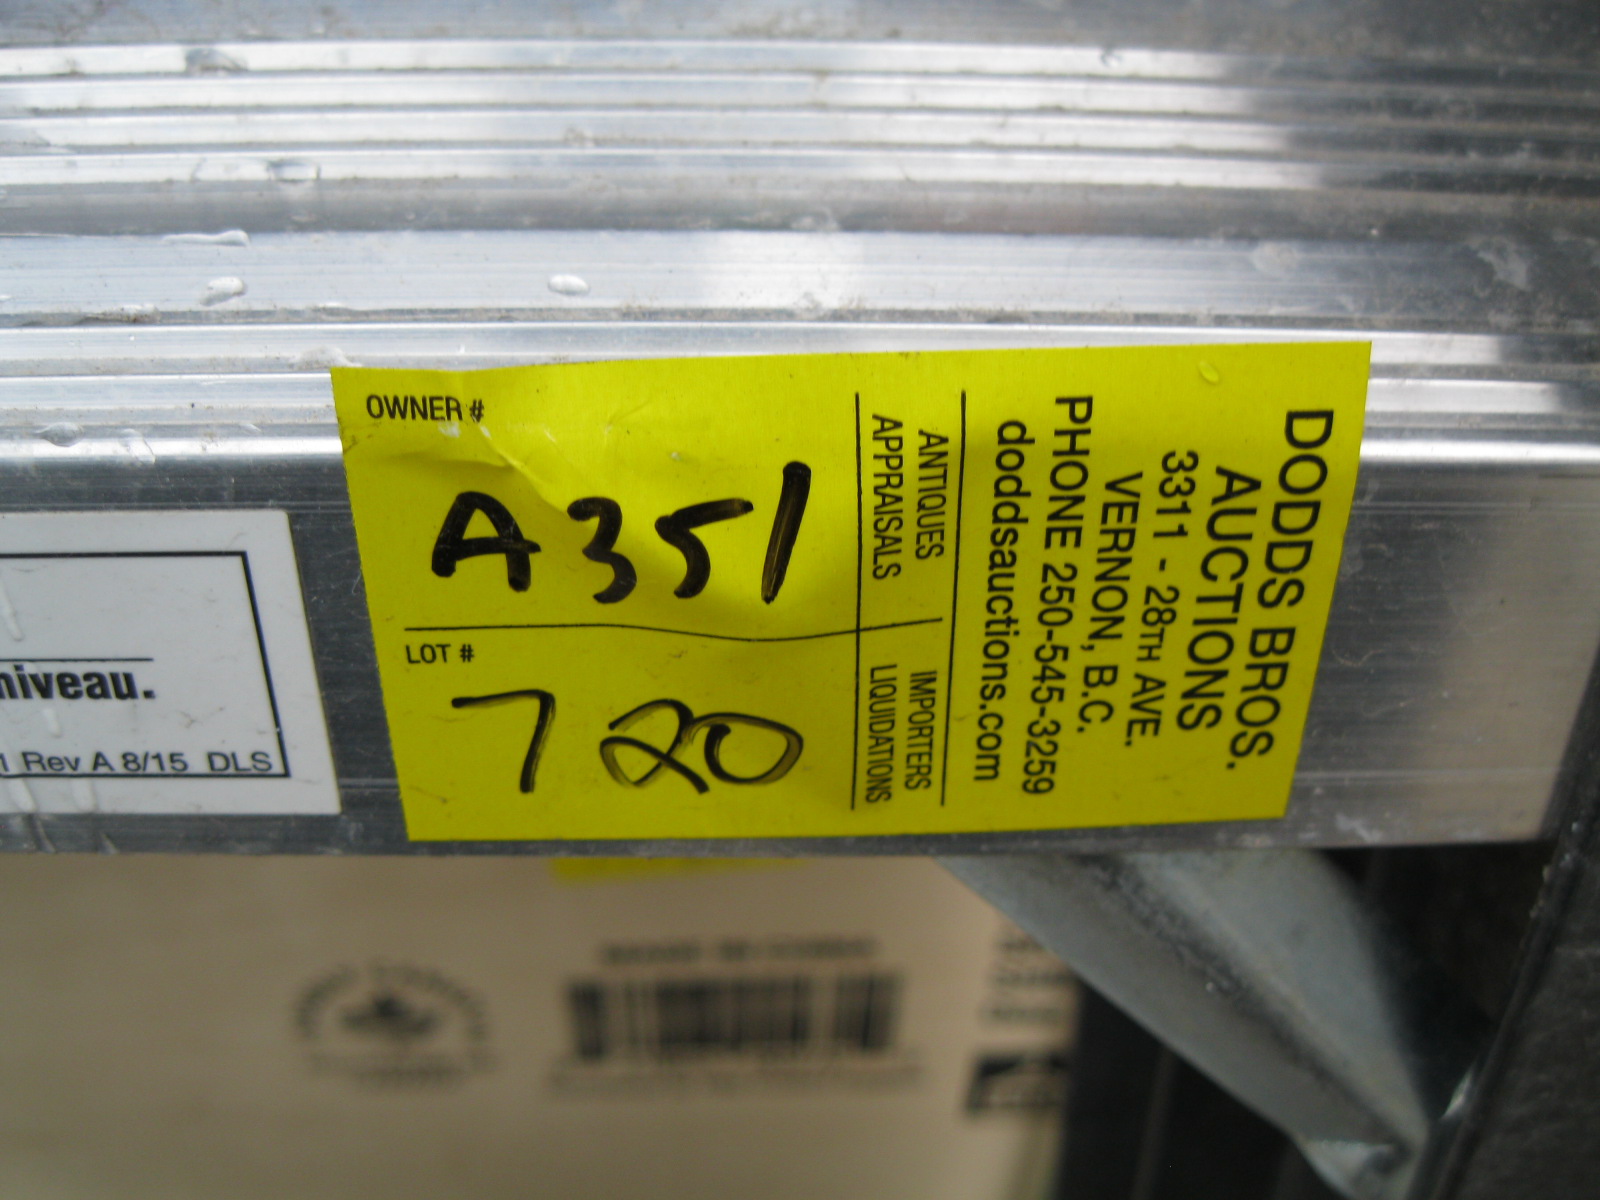 OWNER #
A351
LOT #
720
ANTIQUES
APPRAISALS
IMPORTERS
LIQUIDATIONS
DODDS BROS.
AUCTIONS
3311 - 28TH AVE.
VERNON, B.C.
PHONE 250-545-3259
doddsauctions.com
niveau.
1 Rev A 8/15 DLS